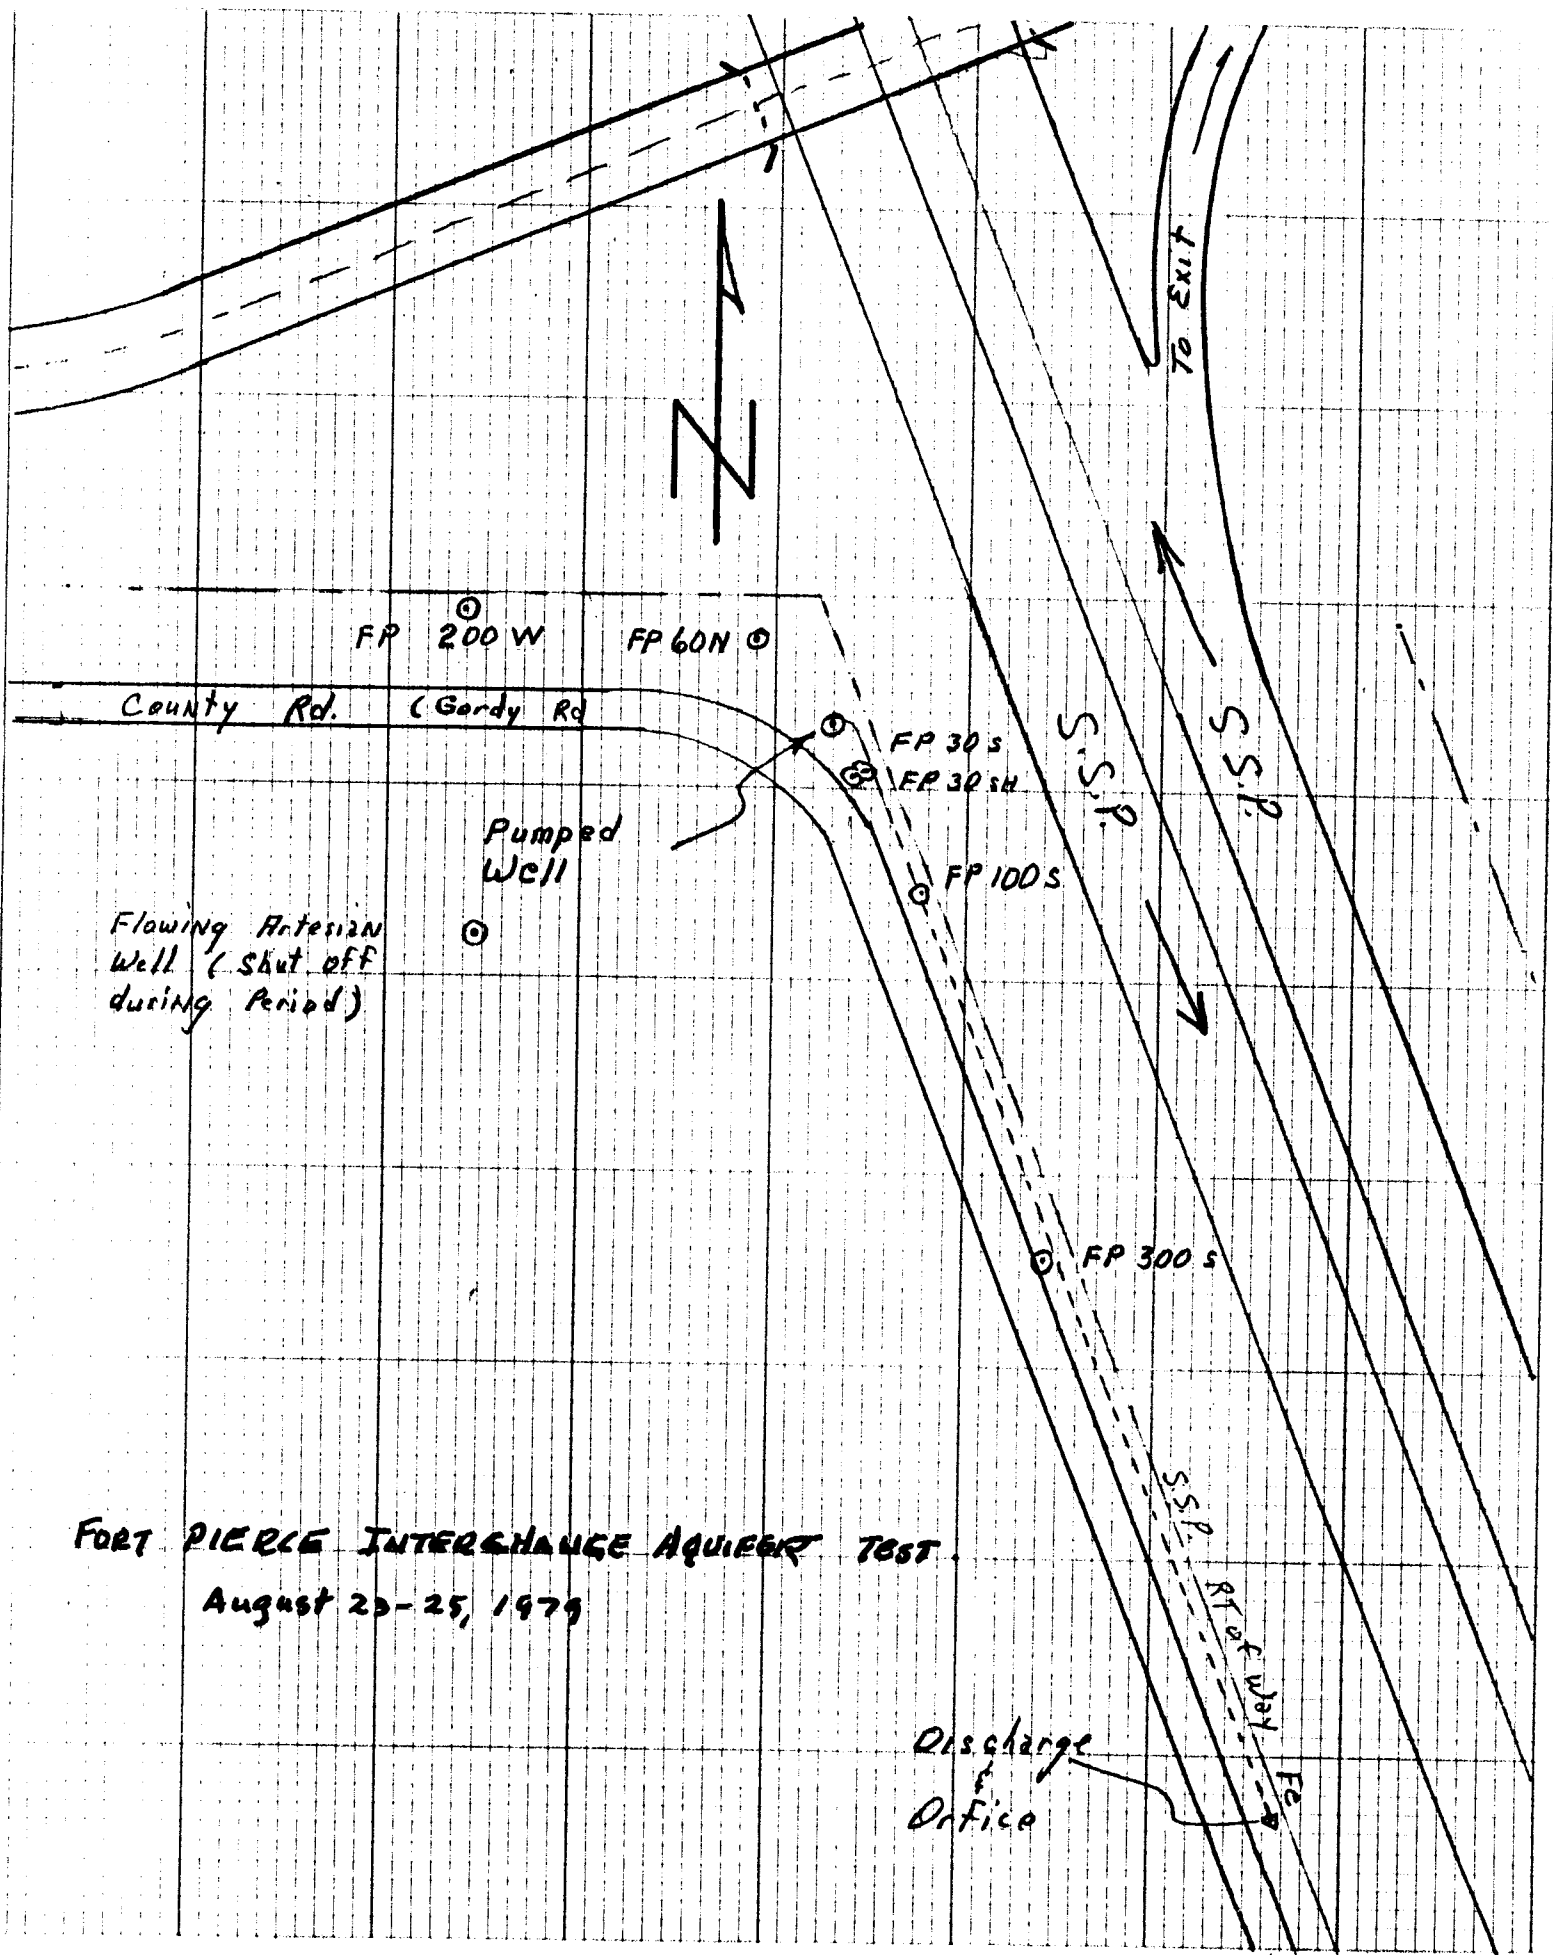 N
To Exit
FP 200 W
FP 60N
County Rd. (Gordy Rd
FP 30 s
FP 30 SH
S.S.P.
S.S.P.
Pumped
Well
FP 100 s
Flowing Artesian
Well (Shut off
during Period)
FP 300 s
S.S.P. RT of Way Fe
FORT PIERCE INTERCHANGE AQUIFER TEST
August 23-25, 1979
Discharge
Orfice